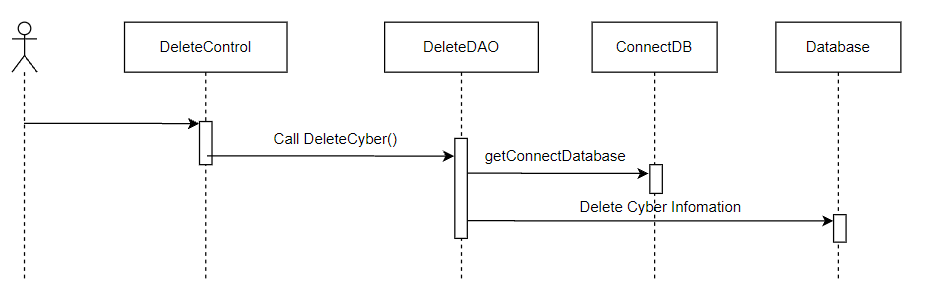 DeleteControl
DeleteDAO
ConnectDB
Database
Call DeleteCyber()
getConnectDatabase
Delete Cyber Infomation